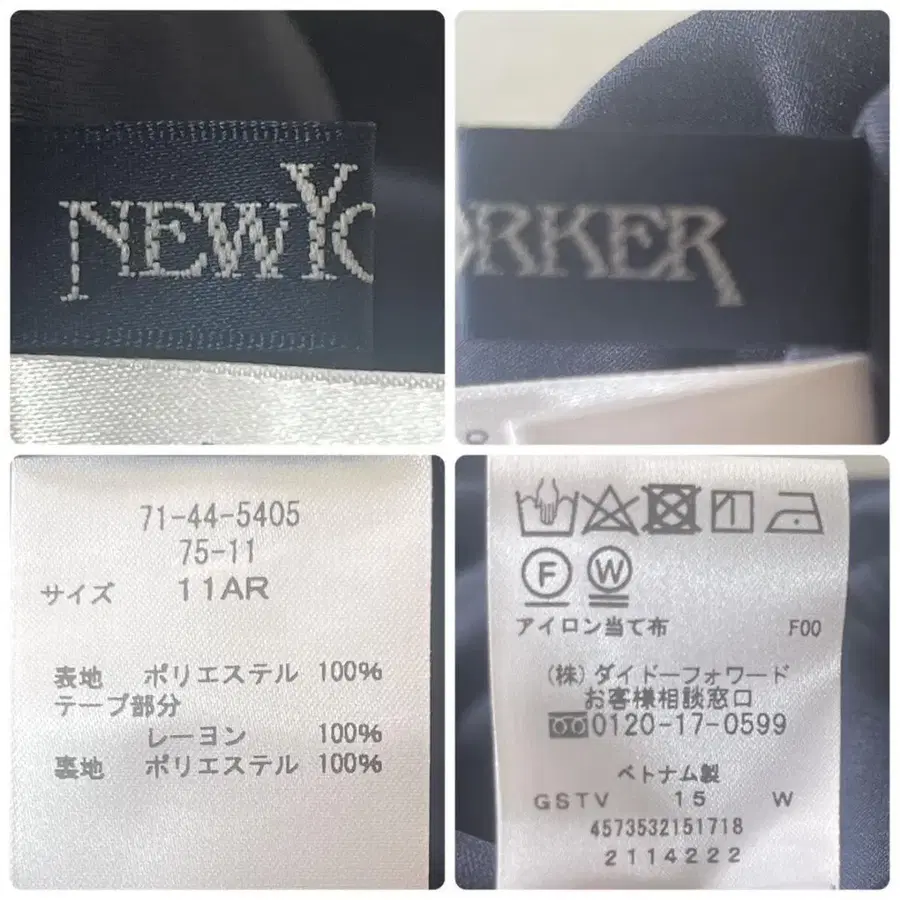 NEWYO
ORKER
71-44-5405
75-11
サイズ 11AR
表地 ポリエステル 100%
テープ部分
レーヨン 100%
裏地 ポリエステル 100%
F W
アイロン当て布 F00
(株)ダイドーフォワード
お客様相談窓口
0120-17-0599
ベトナム製
GSTV 15 W
4573532151718
2114222